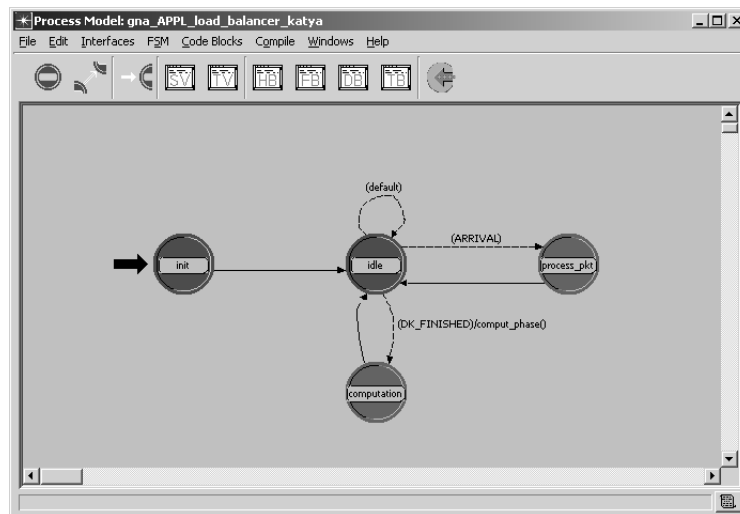 Process Model: gna_APPL_load_balancer_katya
File Edit Interfaces FSM Code Blocks Compile Windows Help
SV TV HB FB DB TB
(default)
(ARRIVAL)
init idle process_pkt
(DK_FINISHED)/comput_phase()
computation